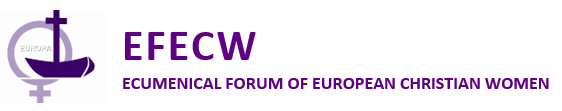 EUROPA
EFECW
ECUMENICAL FORUM OF EUROPEAN CHRISTIAN WOMEN